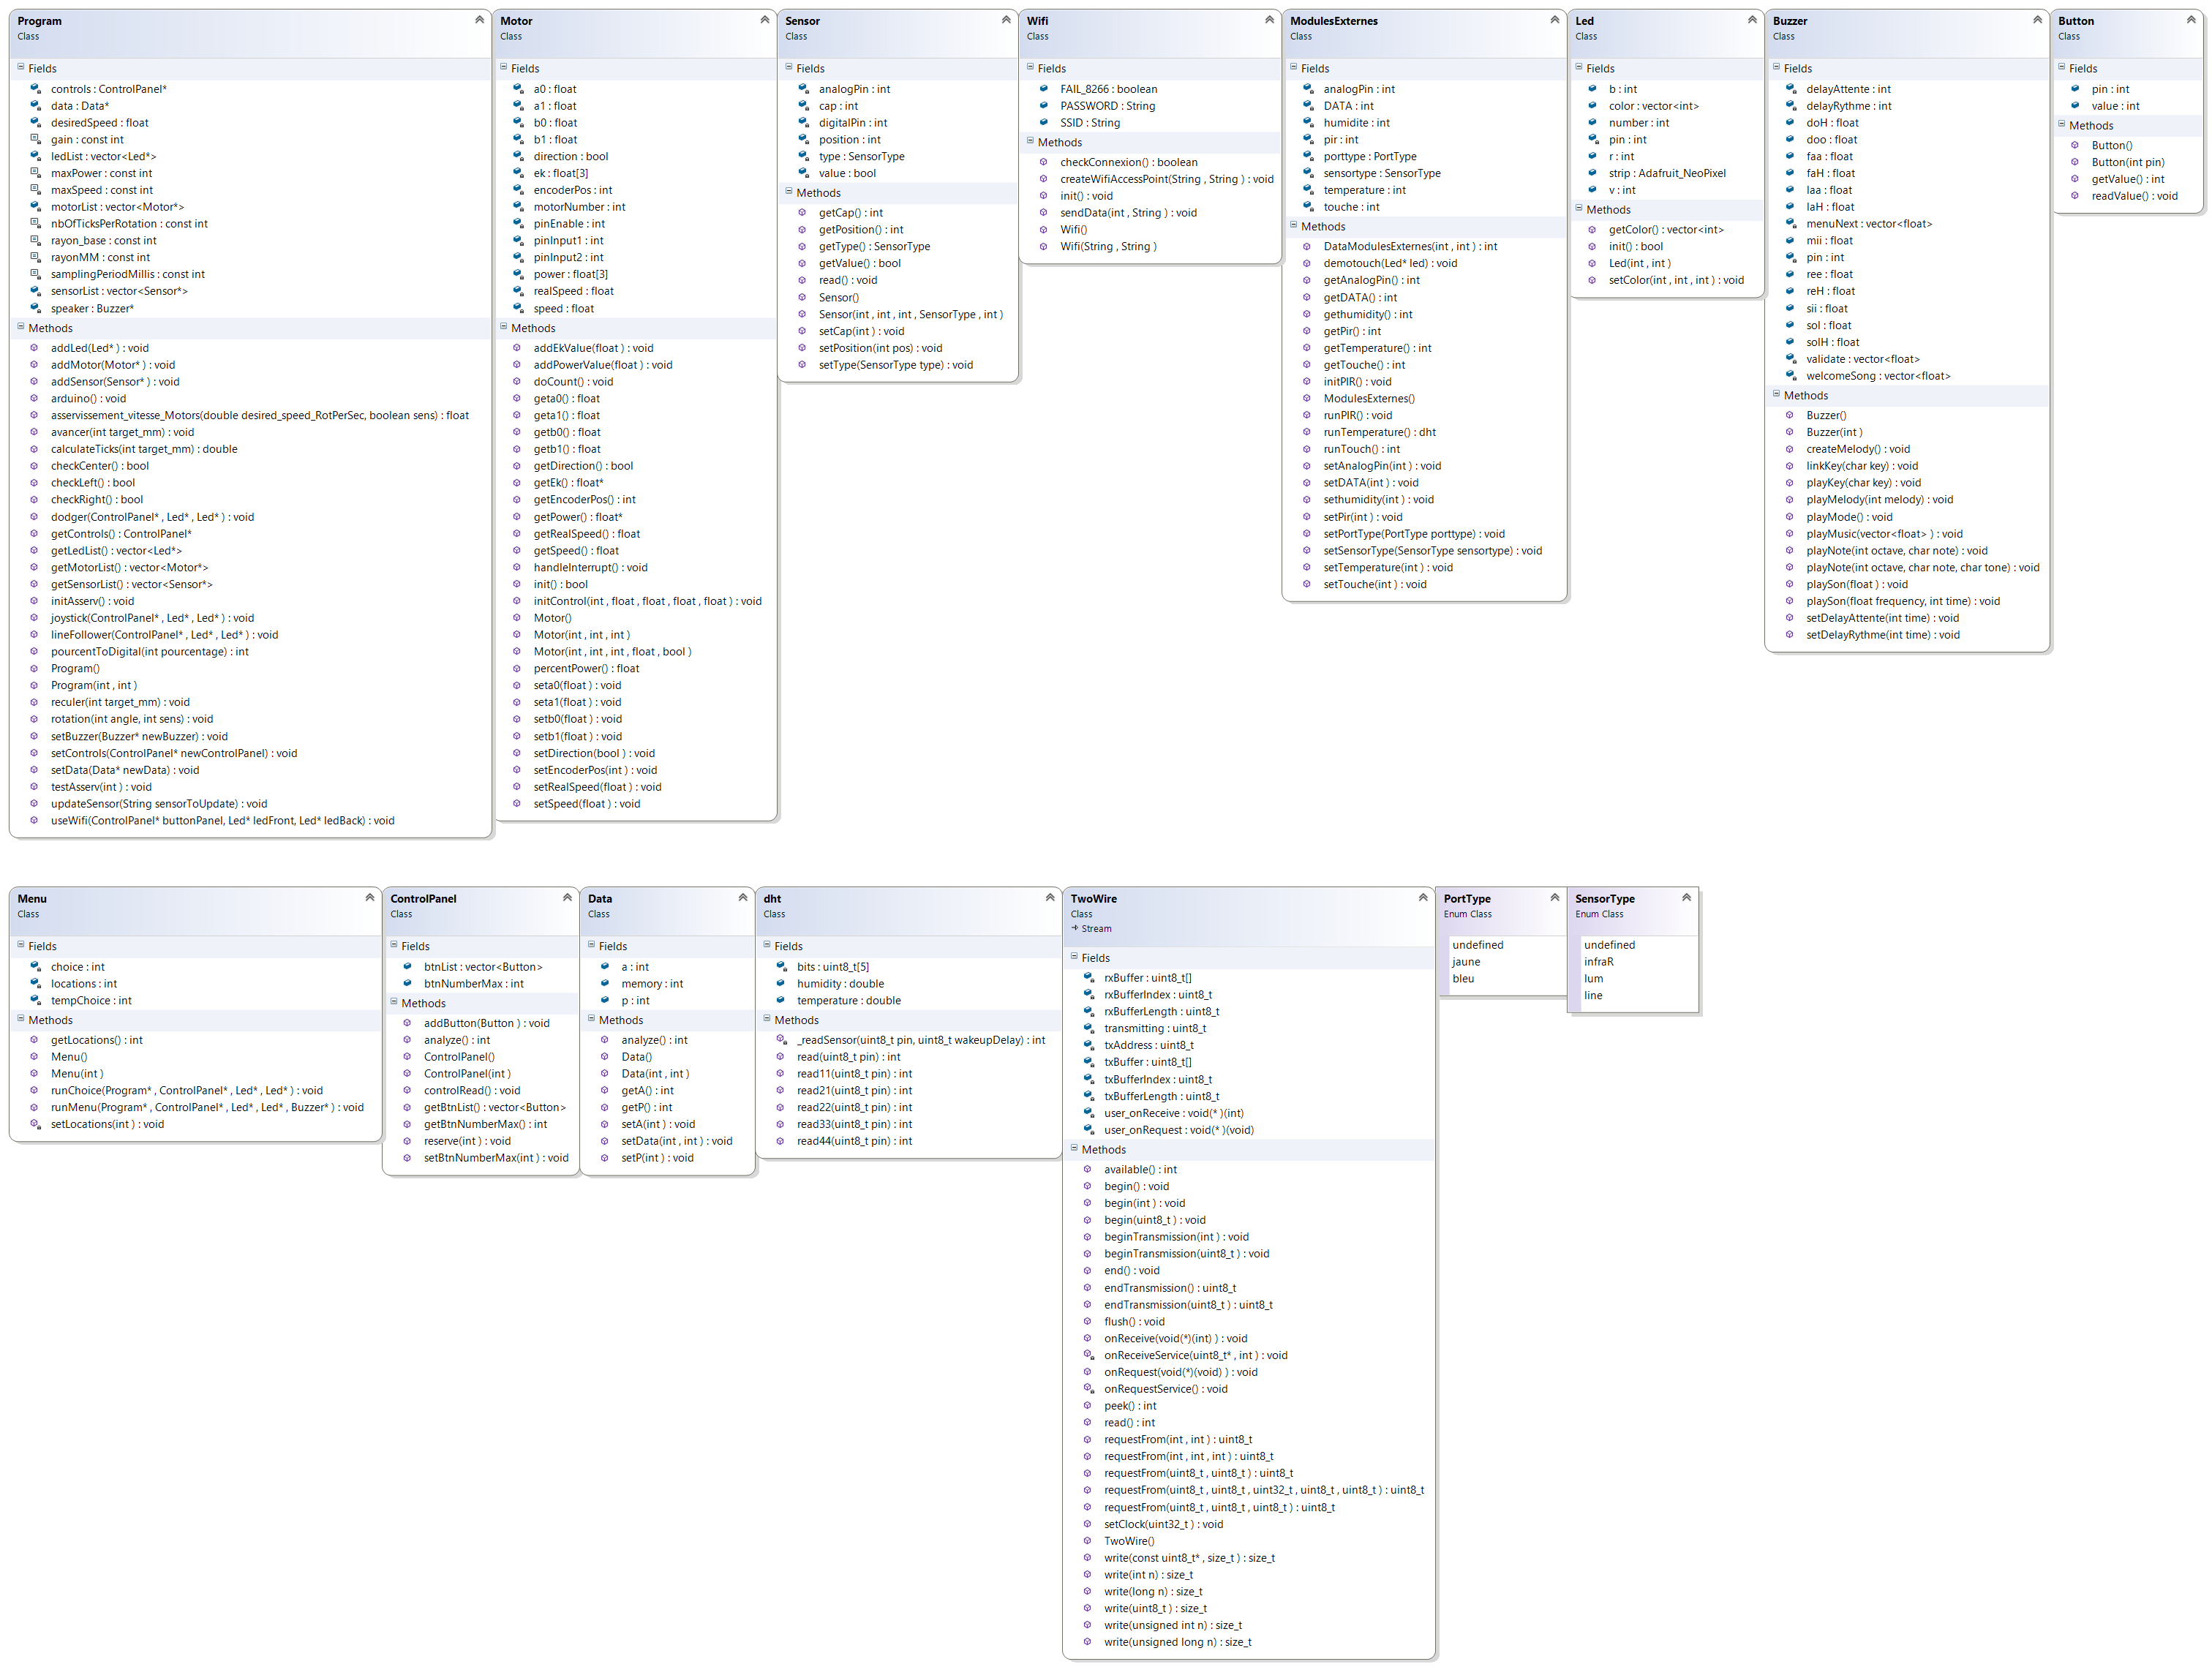 Program
Class
Fields
controls : ControlPanel*
data : Data*
desiredSpeed : float
gain : const int
ledList : vector<Led*>
maxPower : const int
maxSpeed : const int
motorList : vector<Motor*>
nbOfTicksPerRotation : const int
rayon_base : const int
rayonMM : const int
samplingPeriodMillis : const int
sensorList : vector<Sensor*>
speaker : Buzzer*
Methods
addLed(Led* ) : void
addMotor(Motor* ) : void
addSensor(Sensor* ) : void
arduino() : void
asservissement_vitesse_Motors(double desired_speed_RotPerSec, boolean sens) : float
avancer(int target_mm) : void
calculateTicks(int target_mm) : double
checkCenter() : bool
checkLeft() : bool
checkRight() : bool
dodger(ControlPanel* , Led* , Led* ) : void
getControls() : ControlPanel*
getLedList() : vector<Led*>
getMotorList() : vector<Motor*>
getSensorList() : vector<Sensor*>
initAsserv() : void
joystick(ControlPanel* , Led* , Led* ) : void
lineFollower(ControlPanel* , Led* , Led* ) : void
pourcentToDigital(int pourcentage) : int
Program()
Program(int , int )
reculer(int target_mm) : void
rotation(int angle, int sens) : void
setBuzzer(Buzzer* newBuzzer) : void
setControls(ControlPanel* newControlPanel) : void
setData(Data* newData) : void
testAsserv(int ) : void
updateSensor(String sensorToUpdate) : void
useWifi(ControlPanel* buttonPanel, Led* ledFront, Led* ledBack) : void
Motor
Class
Fields
a0 : float
a1 : float
b0 : float
b1 : float
direction : bool
ek : float[3]
encoderPos : int
motorNumber : int
pinEnable : int
pinInput1 : int
pinInput2 : int
power : float[3]
realSpeed : float
speed : float
Methods
addEkValue(float ) : void
addPowerValue(float ) : void
doCount() : void
geta0() : float
geta1() : float
getb0() : float
getb1() : float
getDirection() : bool
getEk() : float*
getEncoderPos() : int
getPower() : float*
getRealSpeed() : float
getSpeed() : float
handleInterrupt() : void
init() : bool
initControl(int , float , float , float , float ) : void
Motor()
Motor(int , int , int )
Motor(int , int , int , float , bool )
percentPower() : float
seta0(float ) : void
seta1(float ) : void
setb0(float ) : void
setb1(float ) : void
setDirection(bool ) : void
setEncoderPos(int ) : void
setRealSpeed(float ) : void
setSpeed(float ) : void
Sensor
Class
Fields
analogPin : int
cap : int
digitalPin : int
position : int
type : SensorType
value : bool
Methods
getCap() : int
getPosition() : int
getType() : SensorType
getValue() : bool
read() : void
Sensor()
Sensor(int , int , int , SensorType , int )
setCap(int ) : void
setPosition(int pos) : void
setType(SensorType type) : void
Wifi
Class
Fields
FAIL_8266 : boolean
PASSWORD : String
SSID : String
Methods
checkConnexion() : boolean
createWifiAccessPoint(String , String ) : void
init() : void
sendData(int , String ) : void
Wifi()
Wifi(String , String )
ModulesExternes
Class
Fields
analogPin : int
DATA : int
humidite : int
pir : int
porttype : PortType
sensortype : SensorType
temperature : int
touche : int
Methods
DataModulesExternes(int , int ) : int
demotouch(Led* led) : void
getAnalogPin() : int
getDATA() : int
gethumidity() : int
getPir() : int
getTemperature() : int
getTouche() : int
initPIR() : void
ModulesExternes()
runPIR() : void
runTemperature() : dht
runTouch() : int
setAnalogPin(int ) : void
setDATA(int ) : void
sethumidity(int ) : void
setPir(int ) : void
setPortType(PortType porttype) : void
setSensorType(SensorType sensortype) : void
setTemperature(int ) : void
setTouche(int ) : void
Led
Class
Fields
b : int
color : vector<int>
number : int
pin : int
r : int
strip : Adafruit_NeoPixel
v : int
Methods
getColor() : vector<int>
init() : bool
Led(int , int )
setColor(int , int , int ) : void
Buzzer
Class
Fields
delayAttente : int
delayRythme : int
doH : float
doo : float
faa : float
faH : float
laa : float
laH : float
menuNext : vector<float>
mii : float
pin : int
ree : float
reH : float
sii : float
sol : float
solH : float
validate : vector<float>
welcomeSong : vector<float>
Methods
Buzzer()
Buzzer(int )
createMelody() : void
linkKey(char key) : void
playKey(char key) : void
playMelody(int melody) : void
playMode() : void
playMusic(vector<float> ) : void
playNote(int octave, char note) : void
playNote(int octave, char note, char tone) : void
playSon(float ) : void
playSon(float frequency, int time) : void
setDelayAttente(int time) : void
setDelayRythme(int time) : void
Button
Class
Fields
pin : int
value : int
Methods
Button()
Button(int pin)
getValue() : int
readValue() : void
Menu
Class
Fields
choice : int
locations : int
tempChoice : int
Methods
getLocations() : int
Menu()
Menu(int )
runChoice(Program* , ControlPanel* , Led* , Led* ) : void
runMenu(Program* , ControlPanel* , Led* , Led* , Buzzer* ) : void
setLocations(int ) : void
ControlPanel
Class
Fields
btnList : vector<Button>
btnNumberMax : int
Methods
addButton(Button ) : void
analyze() : int
ControlPanel()
ControlPanel(int )
controlRead() : void
getBtnList() : vector<Button>
getBtnNumberMax() : int
reserve(int ) : void
setBtnNumberMax(int ) : void
Data
Class
Fields
a : int
memory : int
p : int
Methods
analyze() : int
Data()
Data(int , int )
getA() : int
getP() : int
setA(int ) : void
setData(int , int ) : void
setP(int ) : void
dht
Class
Fields
bits : uint8_t[5]
humidity : double
temperature : double
Methods
_readSensor(uint8_t pin, uint8_t wakeupDelay) : int
read(uint8_t pin) : int
read11(uint8_t pin) : int
read21(uint8_t pin) : int
read22(uint8_t pin) : int
read33(uint8_t pin) : int
read44(uint8_t pin) : int
TwoWire
Class
Stream
Fields
rxBuffer : uint8_t[]
rxBufferIndex : uint8_t
rxBufferLength : uint8_t
transmitting : uint8_t
txAddress : uint8_t
txBuffer : uint8_t[]
txBufferIndex : uint8_t
txBufferLength : uint8_t
user_onReceive : void(* )(int)
user_onRequest : void(* )(void)
Methods
available() : int
begin() : void
begin(int ) : void
begin(uint8_t ) : void
beginTransmission(int ) : void
beginTransmission(uint8_t ) : void
end() : void
endTransmission() : uint8_t
endTransmission(uint8_t ) : uint8_t
flush() : void
onReceive(void(*)(int) ) : void
onReceiveService(uint8_t* , int ) : void
onRequest(void(*)(void) ) : void
onRequestService() : void
peek() : int
read() : int
requestFrom(int , int ) : uint8_t
requestFrom(int , int , int ) : uint8_t
requestFrom(uint8_t , uint8_t ) : uint8_t
requestFrom(uint8_t , uint8_t , uint32_t , uint8_t , uint8_t ) : uint8_t
requestFrom(uint8_t , uint8_t , uint8_t ) : uint8_t
setClock(uint32_t ) : void
TwoWire()
write(const uint8_t* , size_t ) : size_t
write(int n) : size_t
write(long n) : size_t
write(uint8_t ) : size_t
write(unsigned int n) : size_t
write(unsigned long n) : size_t
PortType
Enum Class
undefined
jaune
bleu
SensorType
Enum Class
undefined
infraR
lum
line